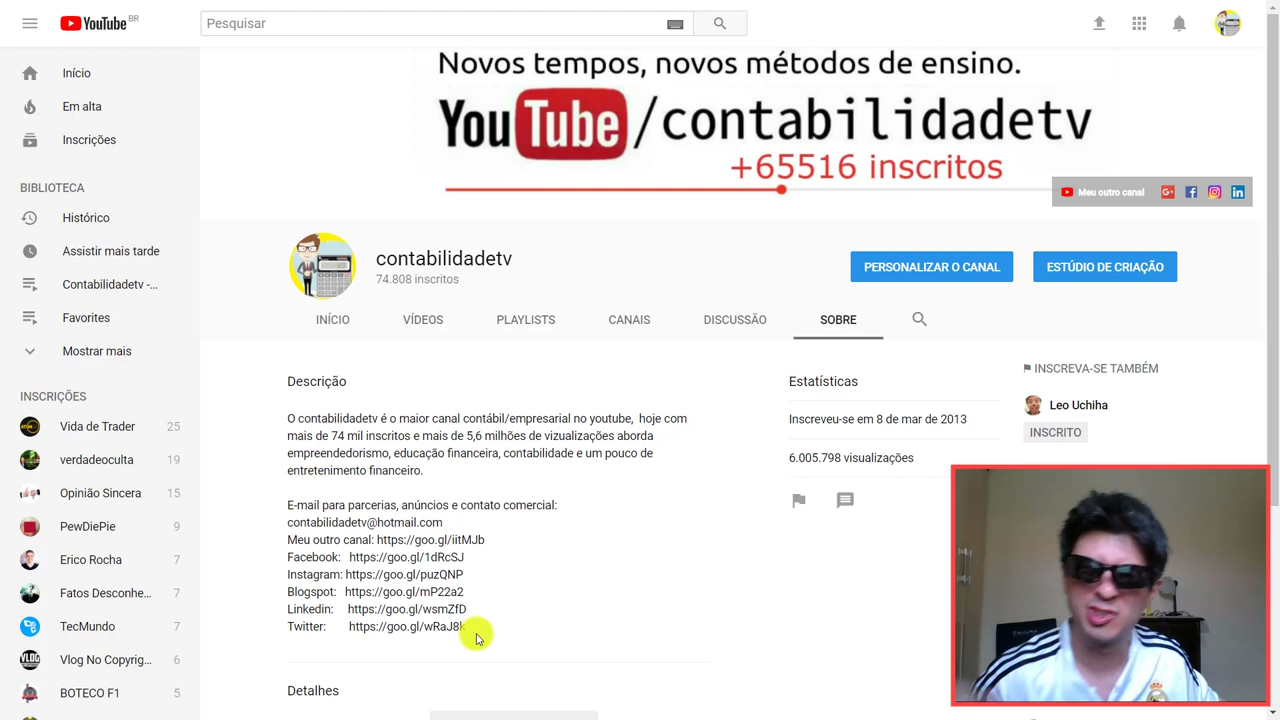 YouTube BR
Pesquisar
Início
Em alta
Inscrições
BIBLIOTECA
Histórico
Assistir mais tarde
Contabilidadetv -...
Favorites
Mostrar mais
INSCRIÇÕES
Vida de Trader 25
verdadeoculta 19
Opinião Sincera 15
PewDiePie 9
Erico Rocha 7
Fatos Desconhe... 7
TecMundo 7
Vlog No Copyrig... 6
BOTECO F1 5
Novos tempos, novos métodos de ensino.
YouTube/contabilidadetv
+65516 inscritos
Meu outro canal
contabilidadetv
74.808 inscritos
PERSONALIZAR O CANAL
ESTÚDIO DE CRIAÇÃO
INÍCIO VÍDEOS PLAYLISTS CANAIS DISCUSSÃO SOBRE
Descrição
O contabilidadetv é o maior canal contábil/empresarial no youtube, hoje com
mais de 74 mil inscritos e mais de 5,6 milhões de vizualizações aborda
empreendedorismo, educação financeira, contabilidade e um pouco de
entretenimento financeiro.
E-mail para parcerias, anúncios e contato comercial:
contabilidadetv@hotmail.com
Meu outro canal: https://goo.gl/iitMJb
Facebook: https://goo.gl/1dRcSJ
Instagram: https://goo.gl/puzQNP
Blogspot: https://goo.gl/mP22a2
Linkedin: https://goo.gl/wsmZfD
Twitter:
Detalhes
Estatísticas
Inscreveu-se em 8 de mar de 2013
6.005.798 visualizações
INSCREVA-SE TAMBÉM
Leo Uchiha
INSCRITO